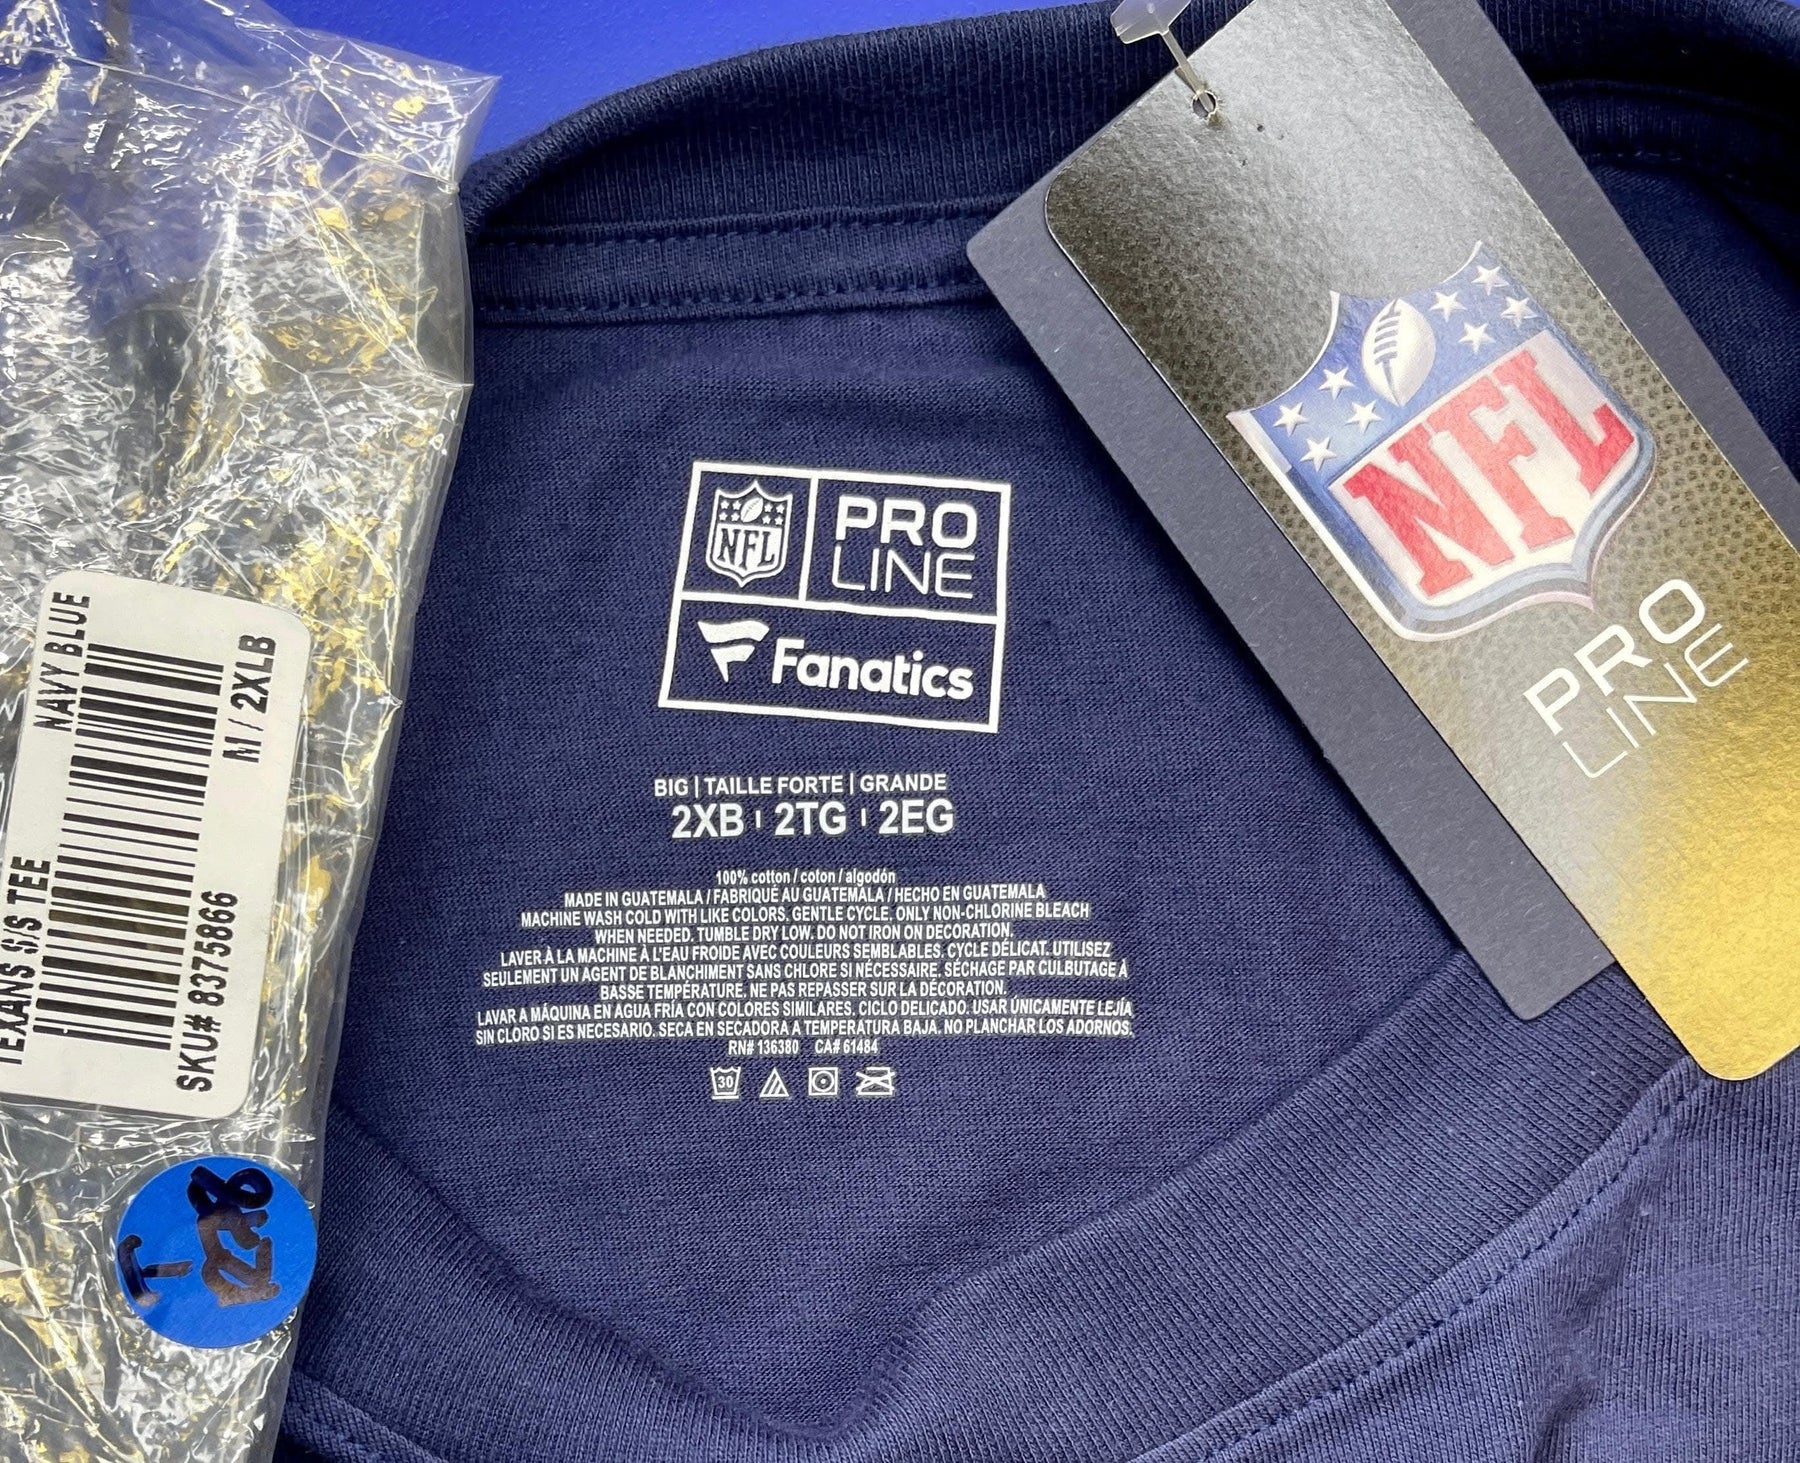 NAVY BLUE
M / 2XLB
TEXANS S/S TEE
SKU# 8375866
NFL
PRO
LINE
Fanatics
BIG | TAILLE FORTE | GRANDE
2XB | 2TG | 2EG
100% cotton / coton / algodón
MADE IN GUATEMALA / FABRIQUÉ AU GUATEMALA / HECHO EN GUATEMALA
MACHINE WASH COLD WITH LIKE COLORS. GENTLE CYCLE. ONLY NON-CHLORINE BLEACH
WHEN NEEDED. TUMBLE DRY LOW. DO NOT IRON ON DECORATION.
LAVER À LA MACHINE À L'EAU FROIDE AVEC COULEURS SEMBLABLES. CYCLE DÉLICAT. UTILISEZ
SEULEMENT UN AGENT DE BLANCHIMENT SANS CHLORE SI NÉCESSAIRE. SÉCHAGE PAR CULBUTAGE À
BASSE TEMPÉRATURE. NE PAS REPASSER SUR LA DÉCORATION.
LAVAR A MÁQUINA EN AGUA FRÍA CON COLORES SIMILARES. CICLO DELICADO. USAR ÚNICAMENTE LEJÍA
SIN CLORO SI ES NECESARIO. SECA EN SECADORA A TEMPERATURA BAJA. NO PLANCHAR LOS ADORNOS.
RN# 136380 CA# 61484
30
NFL
PRO
LINE